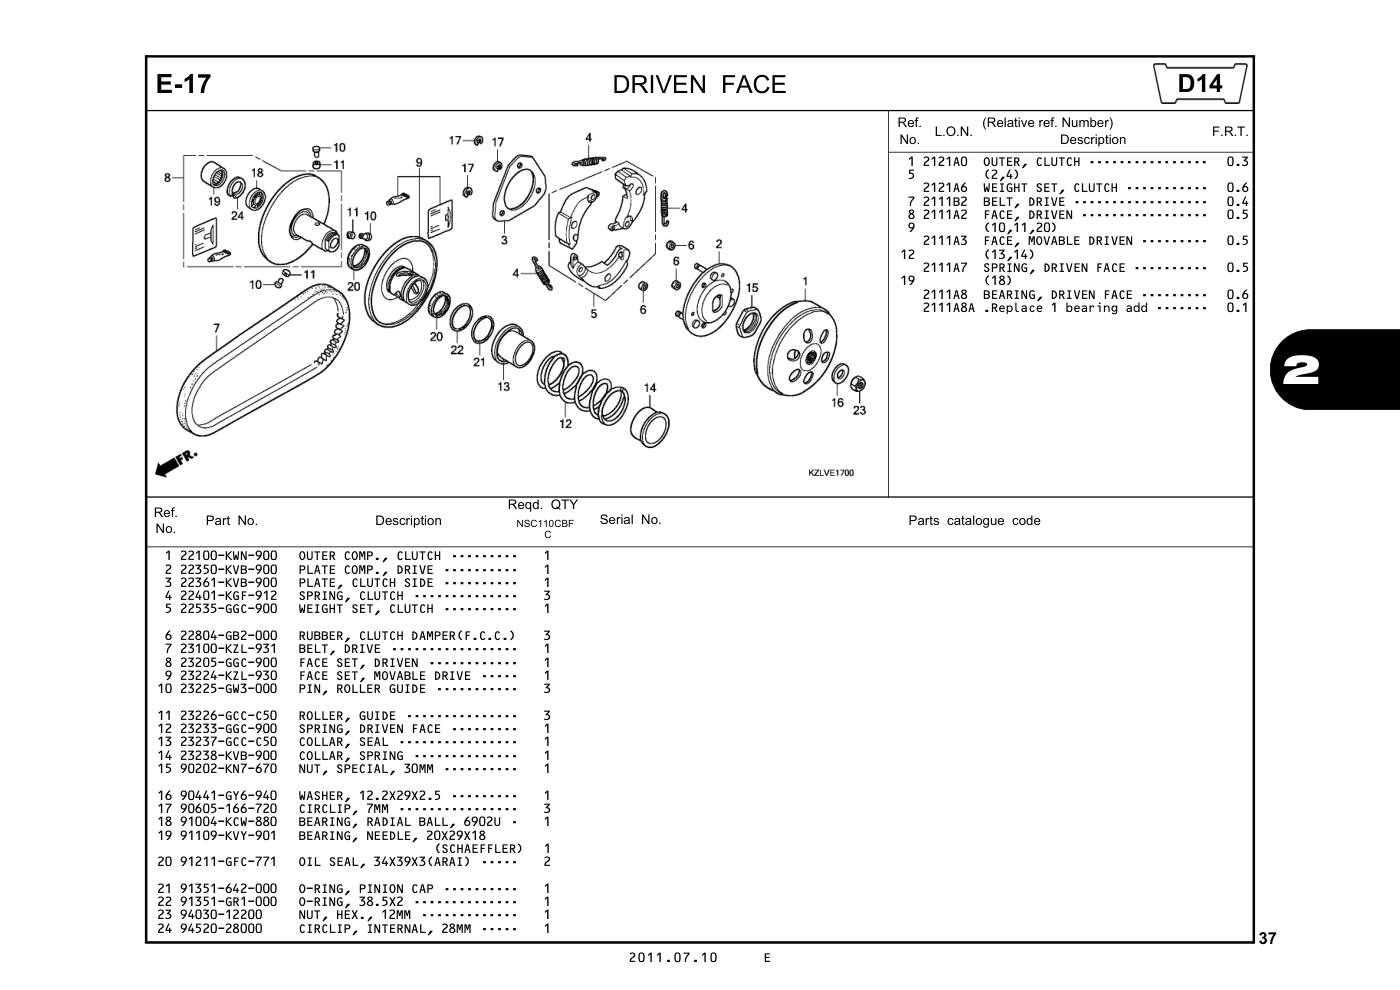 E-17
DRIVEN FACE
D14
17
17
17
4
10
11
8
19
24
18
9
11
10
3
4
6
2
6
6
4
5
15
1
11
10
20
7
20
22
21
13
12
14
16
23
FR.
KZLVE1700
Ref. No.
L.O.N.
(Relative ref. Number)
Description
F.R.T.
1 2121A0 OUTER, CLUTCH ---------------- 0.3
5 (2,4)
2121A6 WEIGHT SET, CLUTCH ----------- 0.6
7 2111B2 BELT, DRIVE ------------------- 0.4
8 2111A2 FACE, DRIVEN ------------------ 0.5
9 (10,11,20)
2111A3 FACE, MOVABLE DRIVEN --------- 0.5
12 (13,14)
2111A7 SPRING, DRIVEN FACE ---------- 0.5
19 (18)
2111A8 BEARING, DRIVEN FACE --------- 0.6
2111A8A .Replace 1 bearing add ------- 0.1
2
Ref. No.
Part No.
Description
Reqd. QTY
NSC110CBF
C
Serial No.
Parts catalogue code
1 22100-KWN-900 OUTER COMP., CLUTCH --------- 1
2 22350-KVB-900 PLATE COMP., DRIVE ---------- 1
3 22361-KVB-900 PLATE, CLUTCH SIDE ---------- 1
4 22401-KGF-912 SPRING, CLUTCH -------------- 3
5 22535-GGC-900 WEIGHT SET, CLUTCH ---------- 1
6 22804-GB2-000 RUBBER, CLUTCH DAMPER(F.C.C.) 3
7 23100-KZL-931 BELT, DRIVE ----------------- 1
8 23205-GGC-900 FACE SET, DRIVEN ------------ 1
9 23224-KZL-930 FACE SET, MOVABLE DRIVE ----- 1
10 23225-GW3-000 PIN, ROLLER GUIDE ----------- 3
11 23226-GCC-C50 ROLLER, GUIDE --------------- 3
12 23233-GGC-900 SPRING, DRIVEN FACE --------- 1
13 23237-GCC-C50 COLLAR, SEAL ---------------- 1
14 23238-KVB-900 COLLAR, SPRING -------------- 1
15 90202-KN7-670 NUT, SPECIAL, 30MM ---------- 1
16 90441-GY6-940 WASHER, 12.2X29X2.5 --------- 1
17 90605-166-720 CIRCLIP, 7MM ---------------- 3
18 91004-KCW-880 BEARING, RADIAL BALL, 6902U - 1
19 91109-KVY-901 BEARING, NEEDLE, 20X29X18
(SCHAEFFLER) 1
20 91211-GFC-771 OIL SEAL, 34X39X3(ARAI) ----- 2
21 91351-642-000 O-RING, PINION CAP ---------- 1
22 91351-GR1-000 O-RING, 38.5X2 -------------- 1
23 94030-12200 NUT, HEX., 12MM ------------- 1
24 94520-28000 CIRCLIP, INTERNAL, 28MM ----- 1
37
2011.07.10 E